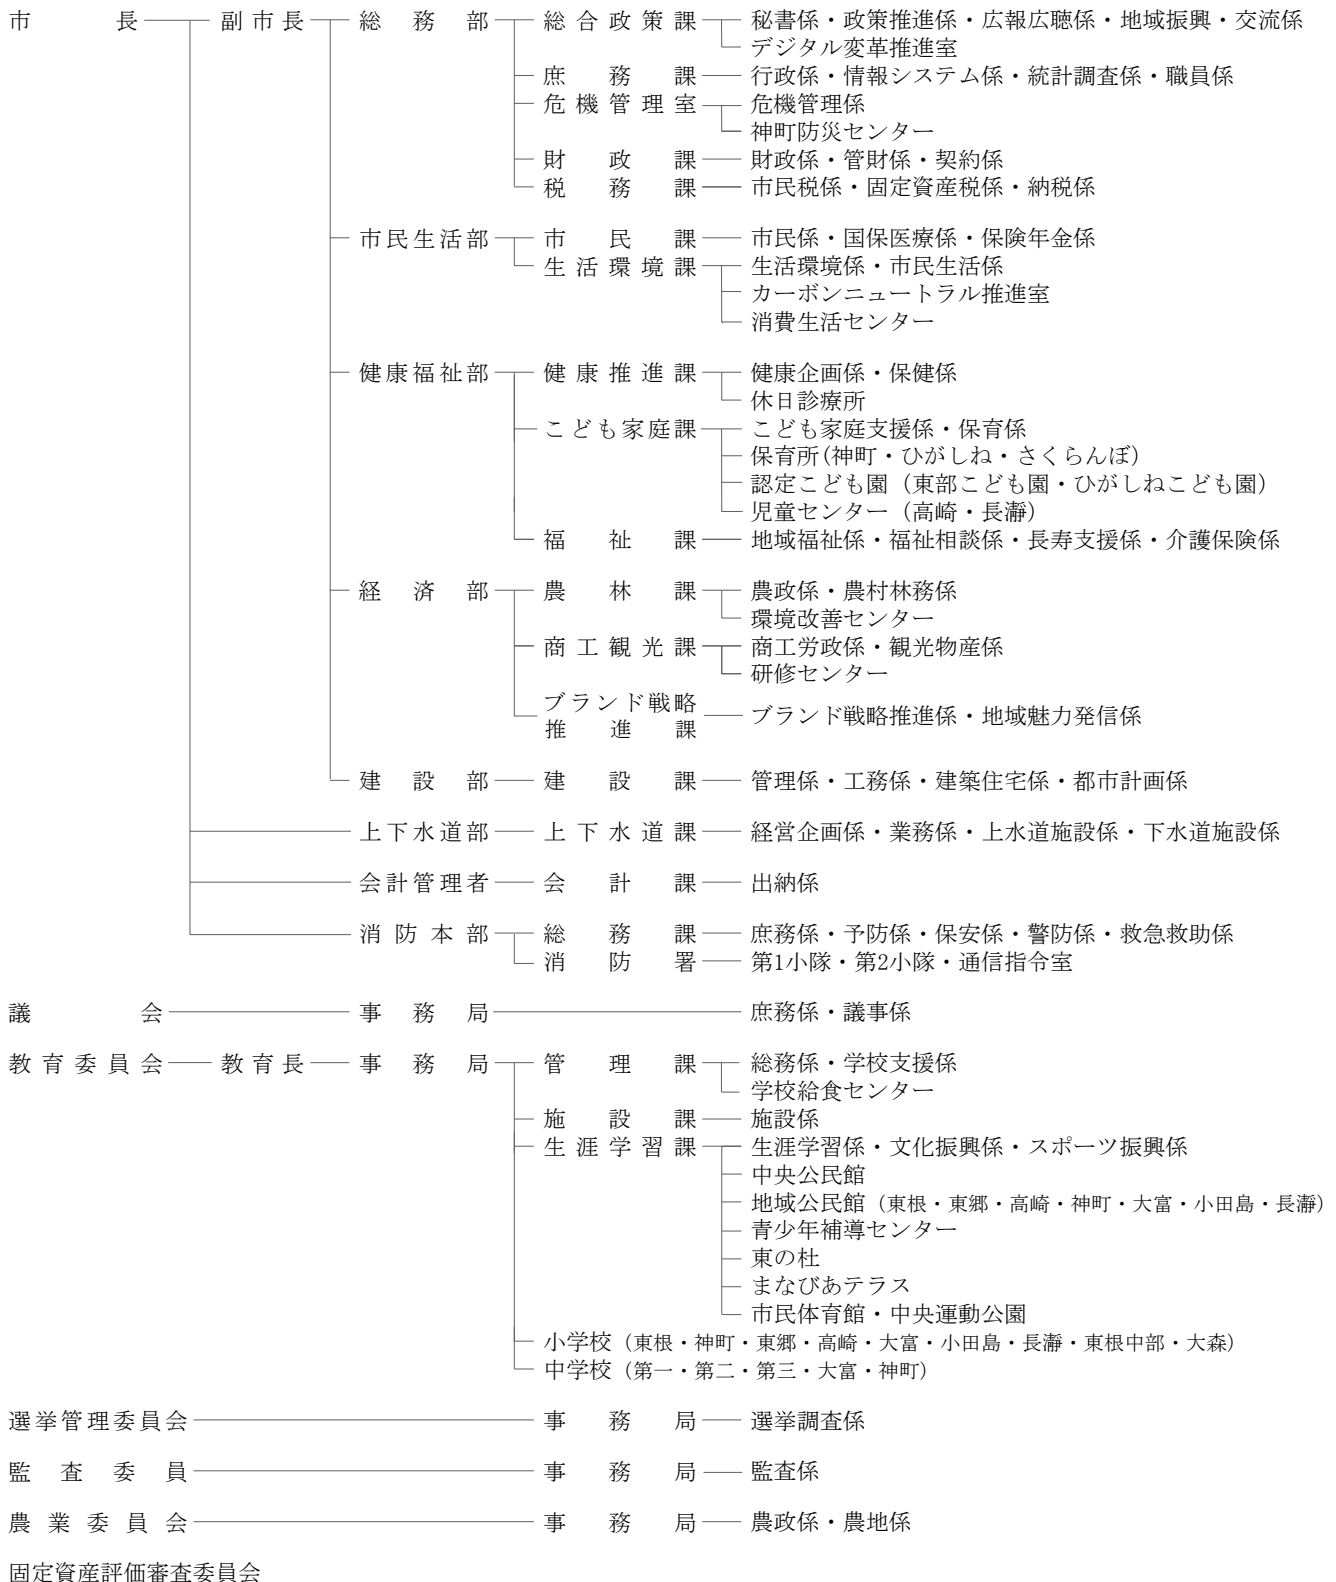 市長 副市長 総務部 総合政策課 秘書係・政策推進係・広報広聴係・地域振興・交流係
デジタル変革推進室
庶務課 行政係・情報システム係・統計調査係・職員係
危機管理室 危機管理係
神町防災センター
財政課 財政係・管財係・契約係
税務課 市民税係・固定資産税係・納税係
市民生活部 市民課 市民係・国保医療係・保険年金係
生活環境課 生活環境係・市民生活係
カーボンニュートラル推進室
消費生活センター
健康福祉部 健康推進課 健康企画係・保健係
休日診療所
こども家庭課 こども家庭支援係・保育係
保育所(神町・ひがしね・さくらんぼ)
認定こども園（東部こども園・ひがしねこども園）
児童センター（高崎・長瀞）
福祉課 地域福祉係・福祉相談係・長寿支援係・介護保険係
経済部 農林課 農政係・農村林務係
環境改善センター
商工観光課 商工労政係・観光物産係
研修センター
ブランド戦略
推進課 ブランド戦略推進係・地域魅力発信係
建設部 建設課 管理係・工務係・建築住宅係・都市計画係
上下水道部 上下水道課 経営企画係・業務係・上水道施設係・下水道施設係
会計管理者 会計課 出納係
消防本部 総務課 庶務係・予防係・保安係・警防係・救急救助係
消防署 第1小隊・第2小隊・通信指令室
議会 事務局 庶務係・議事係
教育委員会 教育長 事務局 管理課 総務係・学校支援係
学校給食センター
施設課 施設係
生涯学習課 生涯学習係・文化振興係・スポーツ振興係
中央公民館
地域公民館（東根・東郷・高崎・神町・大富・小田島・長瀞）
青少年補導センター
東の杜
まなびあテラス
市民体育館・中央運動公園
小学校（東根・神町・東郷・高崎・大富・小田島・長瀞・東根中部・大森）
中学校（第一・第二・第三・大富・神町）
選挙管理委員会 事務局 選挙調査係
監査委員 事務局 監査係
農業委員会 事務局 農政係・農地係
固定資産評価審査委員会